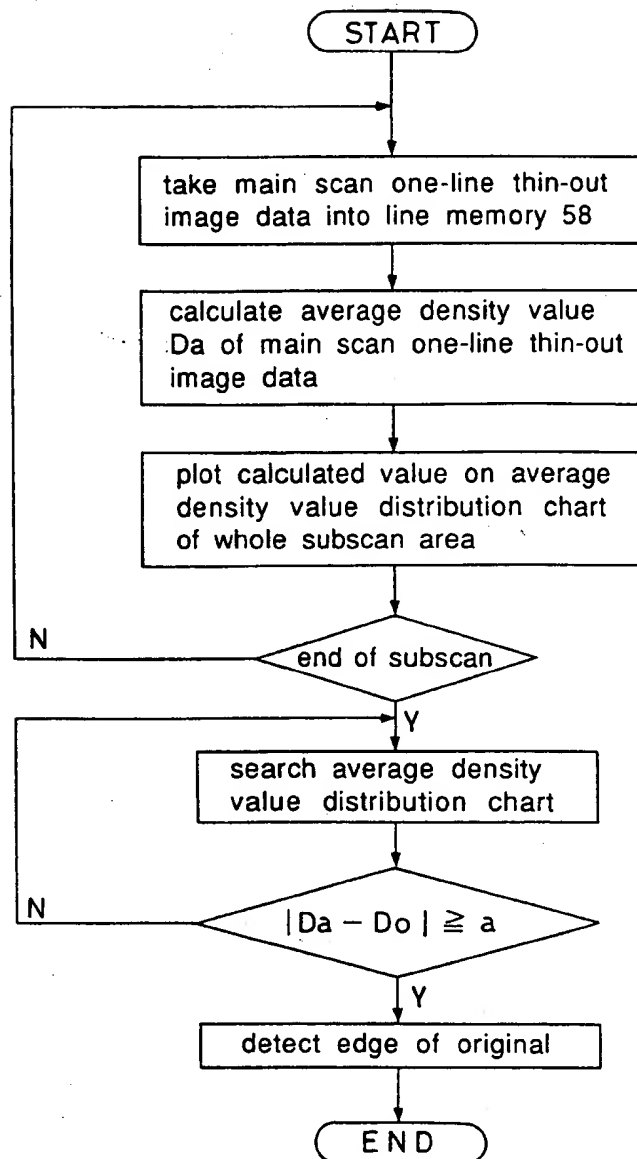 START
take main scan one-line thin-out
image data into line memory 58
calculate average density value
Da of main scan one-line thin-out
image data
plot calculated value on average
density value distribution chart
of whole subscan area
end of subscan
N
Y
search average density
value distribution chart
|Da − Do| ≧ a
N
Y
detect edge of original
END